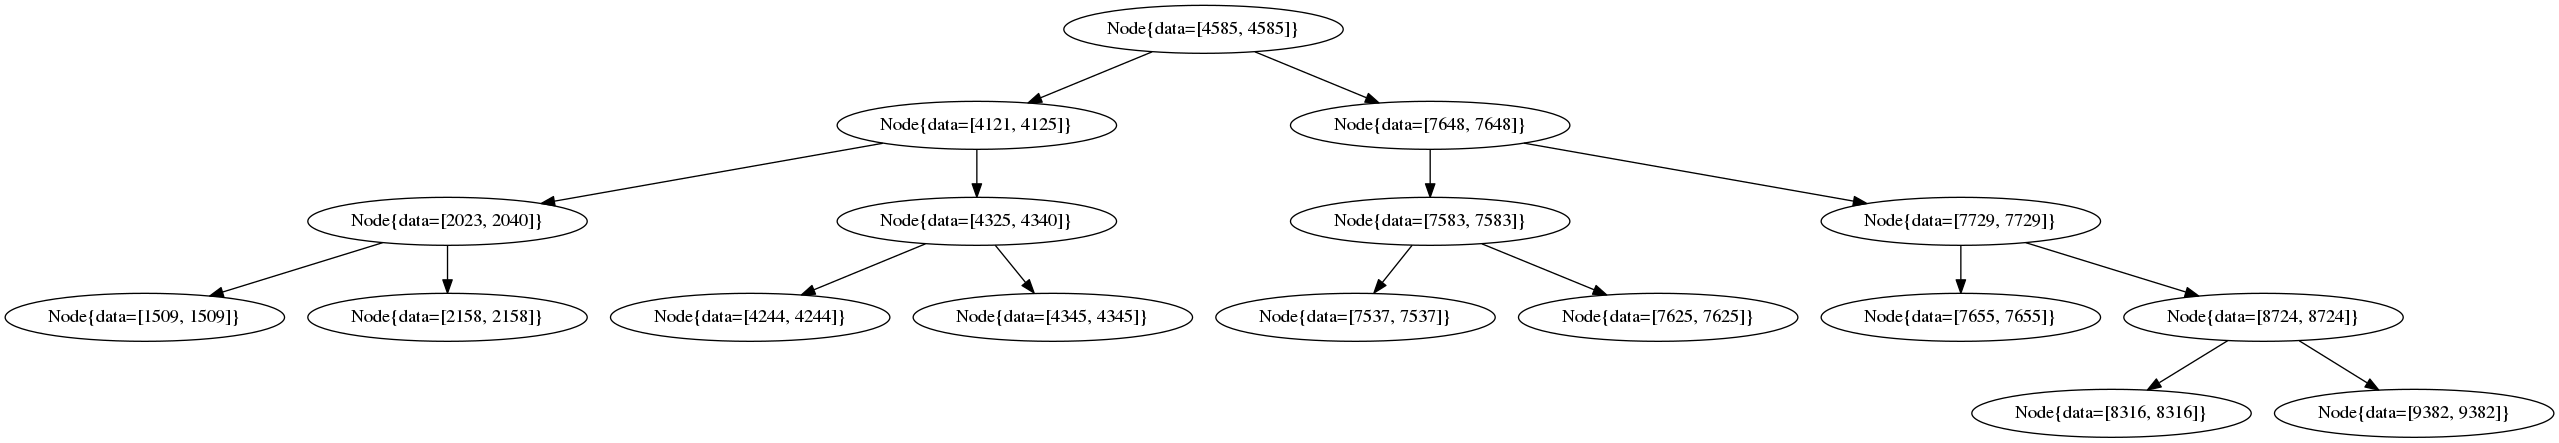 Node{data=[4585, 4585]}
Node{data=[4121, 4125]}
Node{data=[7648, 7648]}
Node{data=[2023, 2040]}
Node{data=[4325, 4340]}
Node{data=[7583, 7583]}
Node{data=[7729, 7729]}
Node{data=[1509, 1509]}
Node{data=[2158, 2158]}
Node{data=[4244, 4244]}
Node{data=[4345, 4345]}
Node{data=[7537, 7537]}
Node{data=[7625, 7625]}
Node{data=[7655, 7655]}
Node{data=[8724, 8724]}
Node{data=[8316, 8316]}
Node{data=[9382, 9382]}